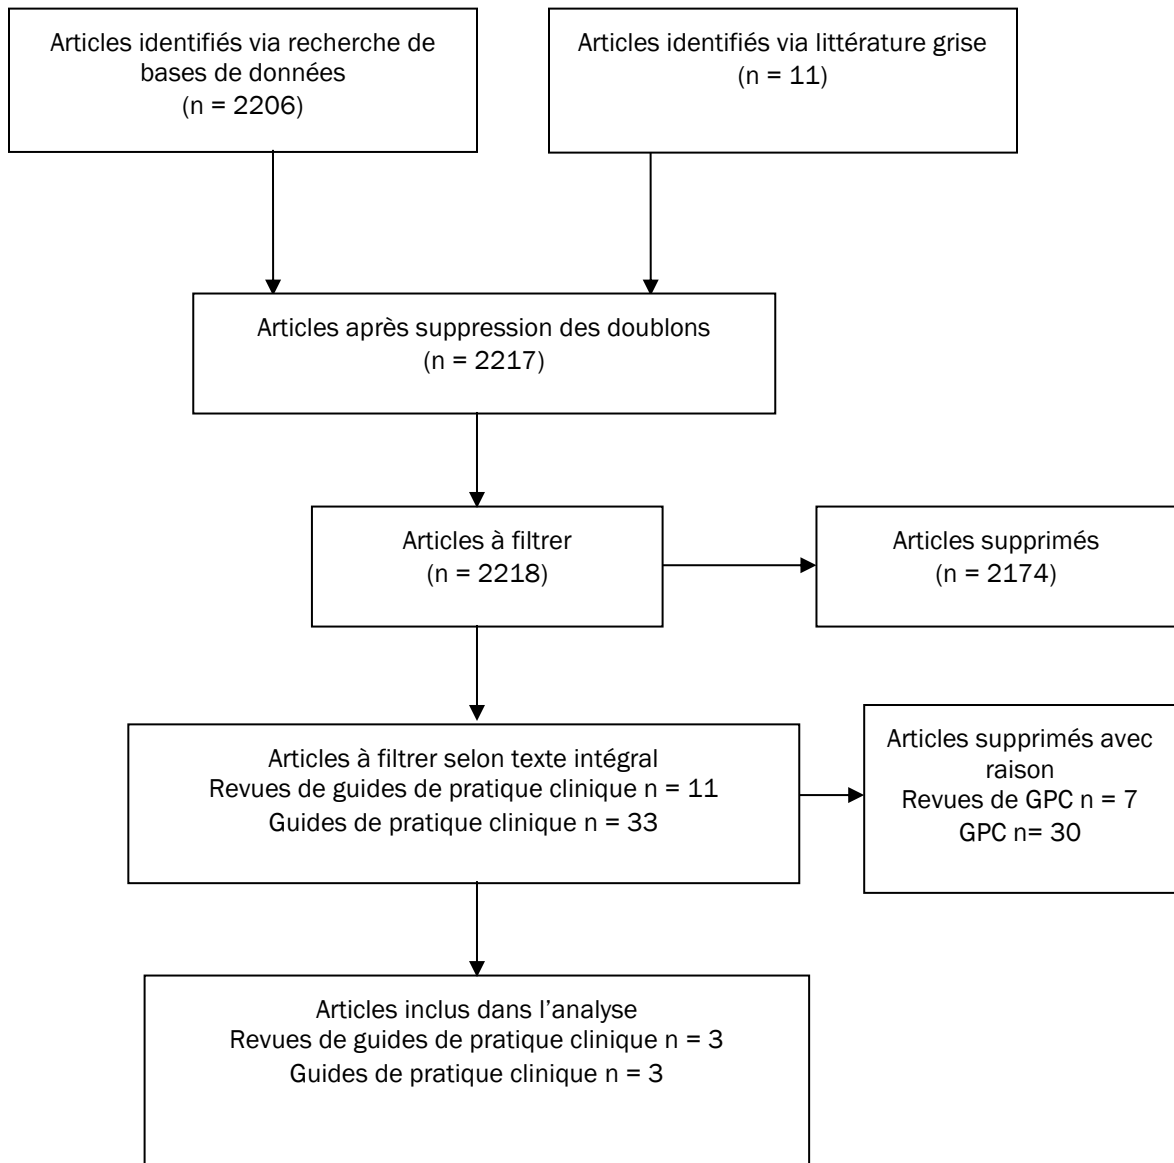 Articles identifiés via recherche de
bases de données
(n = 2206)
Articles identifiés via littérature grise
(n = 11)
Articles après suppression des doublons
(n = 2217)
Articles à filtrer
(n = 2218)
Articles supprimés
(n = 2174)
Articles à filtrer selon texte intégral
Revues de guides de pratique clinique n = 11
Guides de pratique clinique n = 33
Articles supprimés avec
raison
Revues de GPC n = 7
GPC n= 30
Articles inclus dans l’analyse
Revues de guides de pratique clinique n = 3
Guides de pratique clinique n = 3